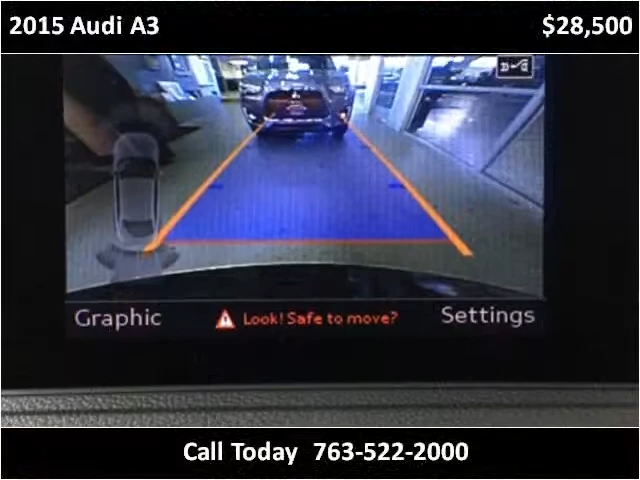 2015 Audi A3 $28,500
Graphic Look! Safe to move? Settings
Call Today 763-522-2000